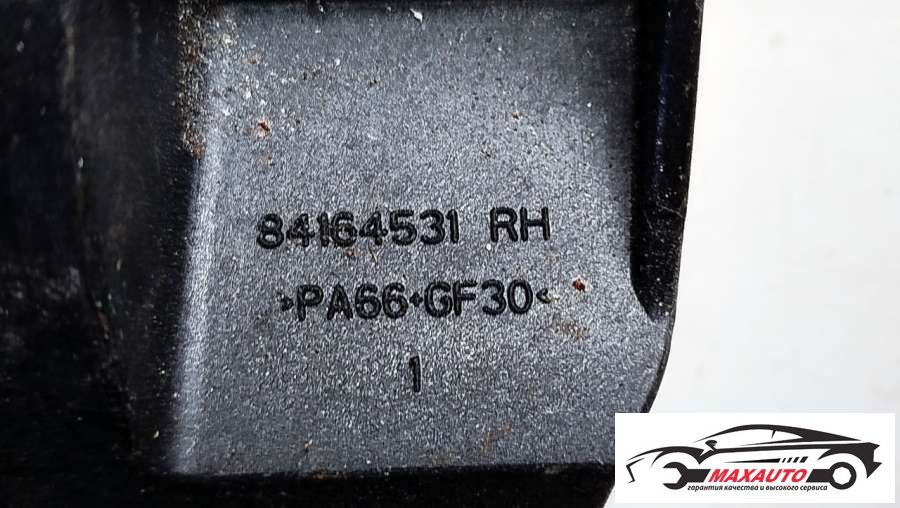 84164531 RH
>PA66+GF30<
1
MAXAUTO
гарантия качества и высокого сервиса